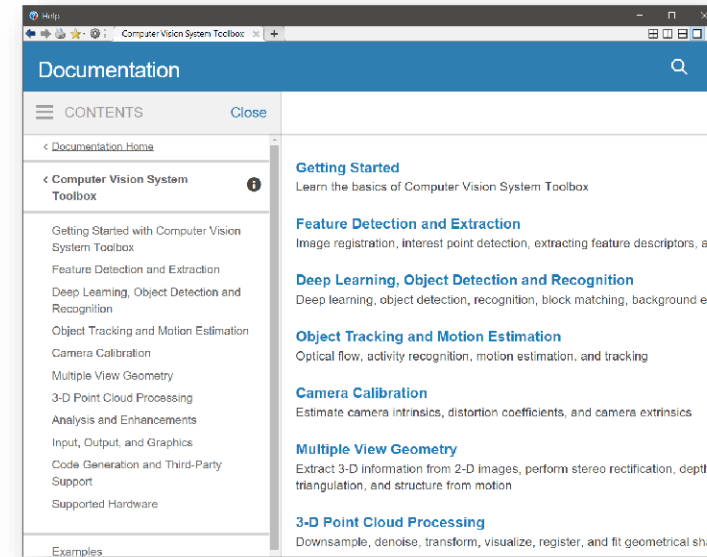 Help
Computer Vision System Toolbox
Documentation
CONTENTS
Close
< Documentation Home
< Computer Vision System
Toolbox
Getting Started with Computer Vision
System Toolbox
Feature Detection and Extraction
Deep Learning, Object Detection and
Recognition
Object Tracking and Motion Estimation
Camera Calibration
Multiple View Geometry
3-D Point Cloud Processing
Analysis and Enhancements
Input, Output, and Graphics
Code Generation and Third-Party
Support
Supported Hardware
Examples
Getting Started
Learn the basics of Computer Vision System Toolbox
Feature Detection and Extraction
Image registration, interest point detection, extracting feature descriptors, a
Deep Learning, Object Detection and Recognition
Deep learning, object detection, recognition, block matching, background e
Object Tracking and Motion Estimation
Optical flow, activity recognition, motion estimation, and tracking
Camera Calibration
Estimate camera intrinsics, distortion coefficients, and camera extrinsics
Multiple View Geometry
Extract 3-D information from 2-D images, perform stereo rectification, depth
triangulation, and structure from motion
3-D Point Cloud Processing
Downsample, denoise, transform, visualize, register, and fit geometrical sha